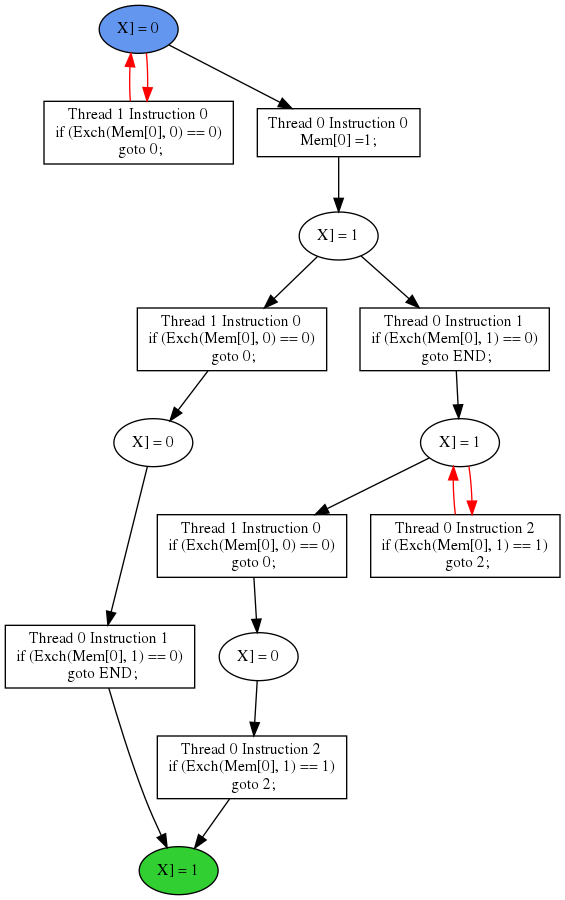 X] = 0
Thread 1 Instruction 0
if (Exch(Mem[0], 0) == 0)
goto 0;
Thread 0 Instruction 0
Mem[0] =1;
X] = 1
Thread 1 Instruction 0
if (Exch(Mem[0], 0) == 0)
goto 0;
Thread 0 Instruction 1
if (Exch(Mem[0], 1) == 0)
goto END;
X] = 0
X] = 1
Thread 1 Instruction 0
if (Exch(Mem[0], 0) == 0)
goto 0;
Thread 0 Instruction 2
if (Exch(Mem[0], 1) == 1)
goto 2;
Thread 0 Instruction 1
if (Exch(Mem[0], 1) == 0)
goto END;
X] = 0
Thread 0 Instruction 2
if (Exch(Mem[0], 1) == 1)
goto 2;
X] = 1